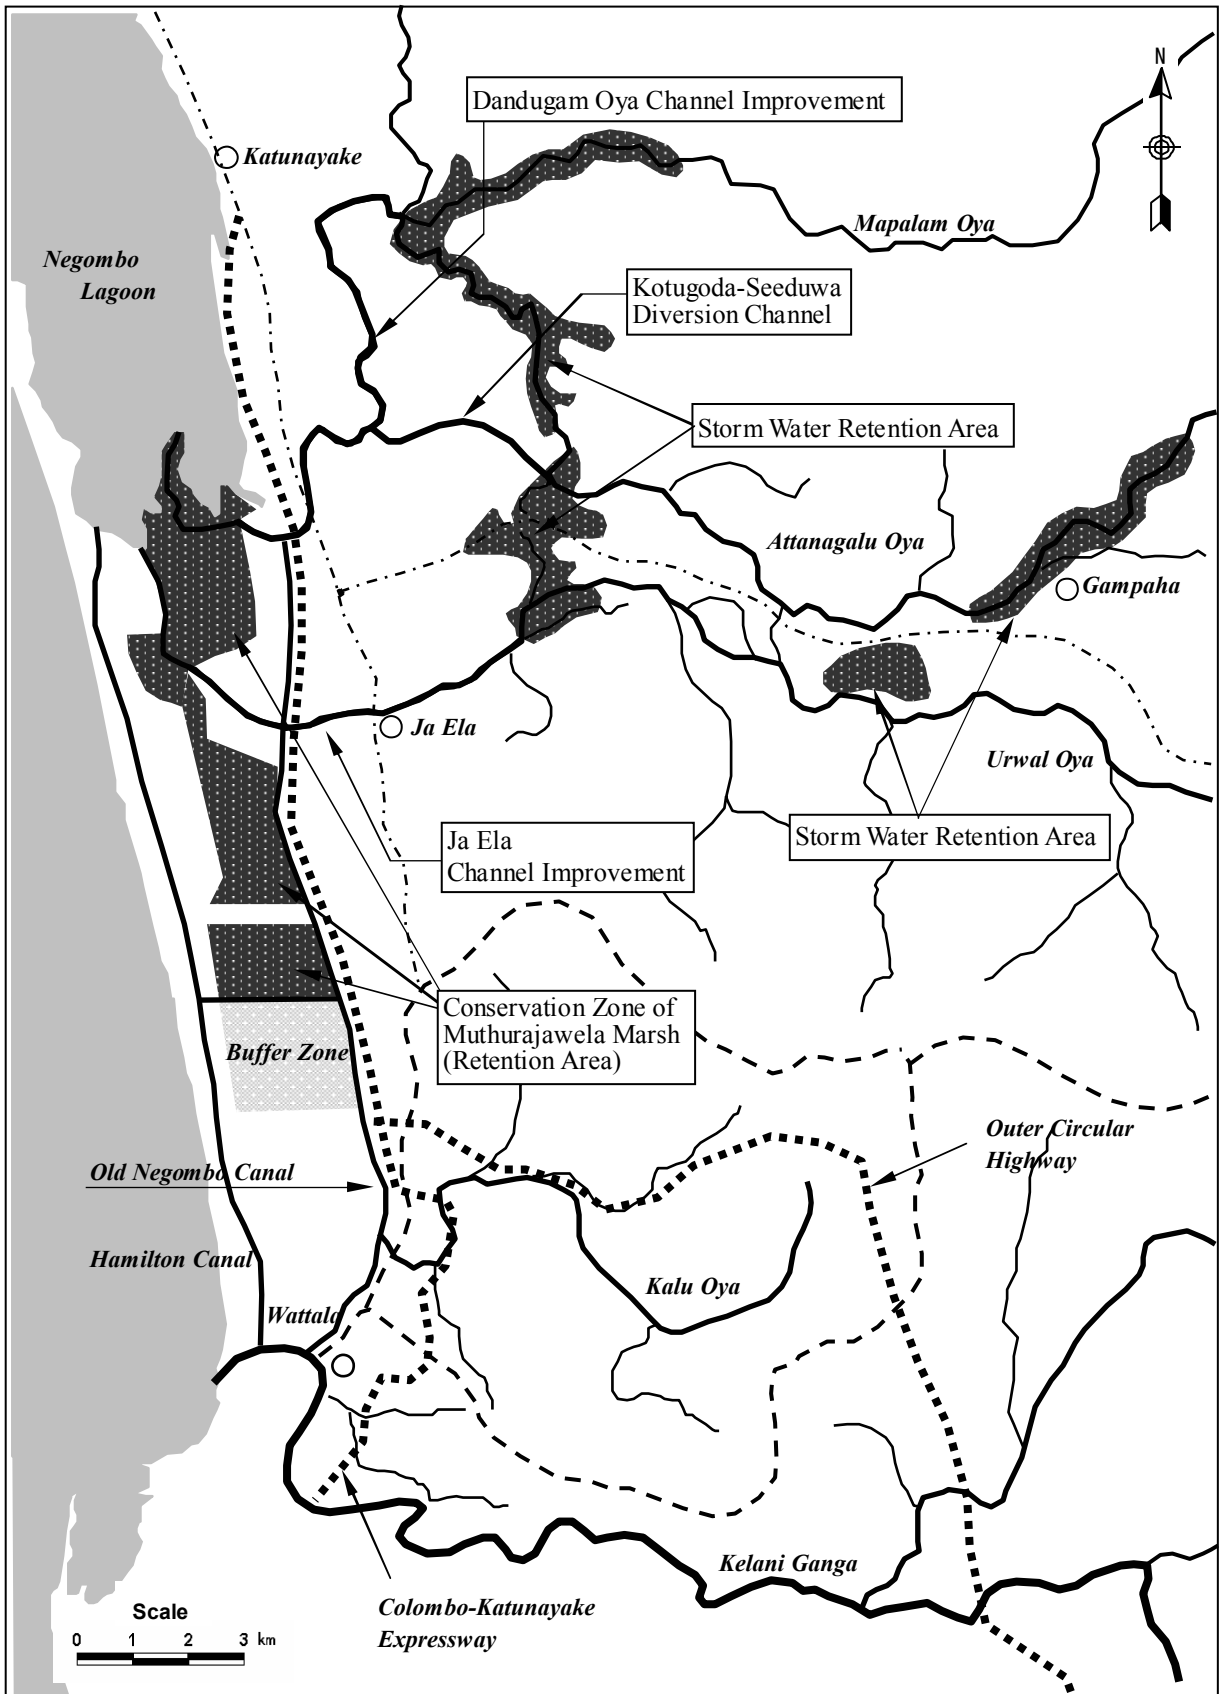 N
Dandugam Oya Channel Improvement
Katunayake
Mapalam Oya
Negombo
Lagoon
Kotugoda-Seeduwa
Diversion Channel
Storm Water Retention Area
Attanagalu Oya
Gampaha
Ja Ela
Urwal Oya
Ja Ela
Channel Improvement
Storm Water Retention Area
Conservation Zone of
Muthurajawela Marsh
(Retention Area)
Buffer Zone
Outer Circular
Highway
Old Negombo Canal
Hamilton Canal
Kalu Oya
Wattala
Kelani Ganga
Colombo-Katunayake
Expressway
Scale
0 1 2 3 km